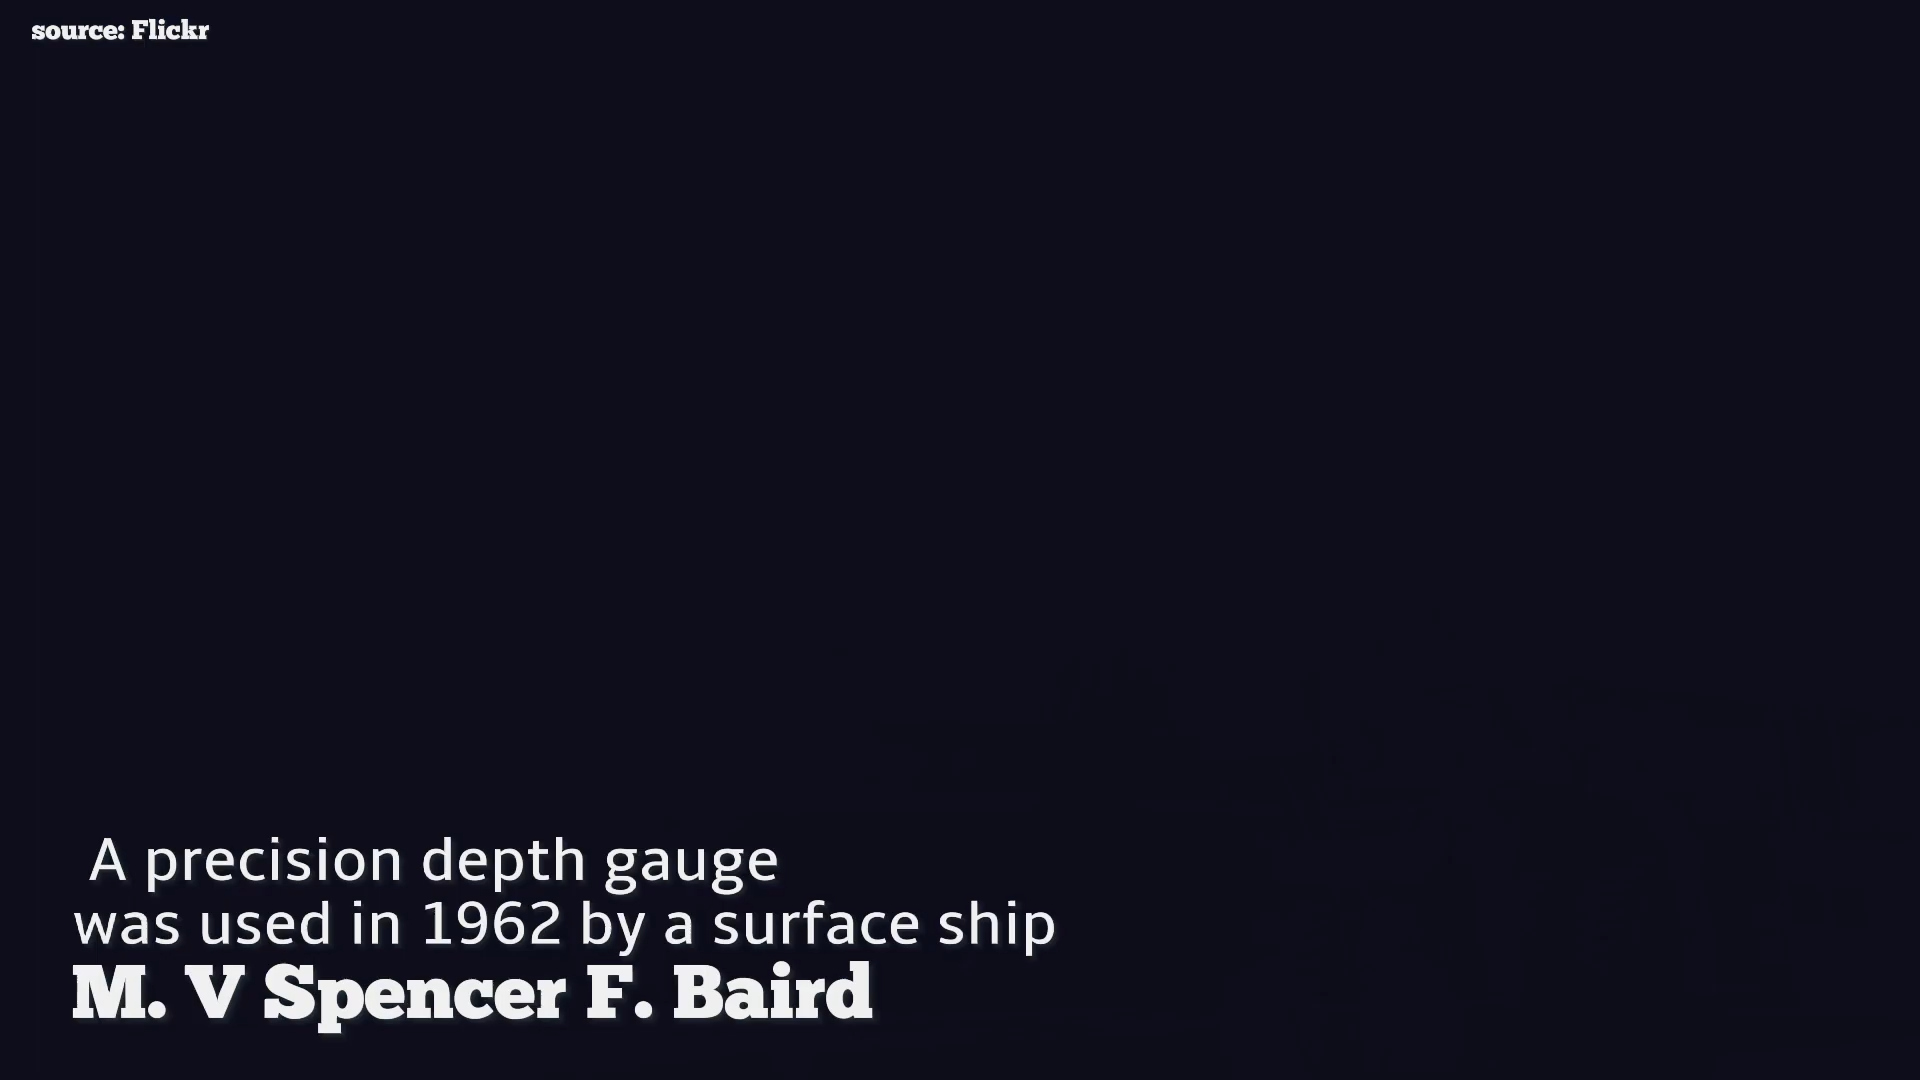 source: Flickr
A precision depth gauge
was used in 1962 by a surface ship
M. V Spencer F. Baird